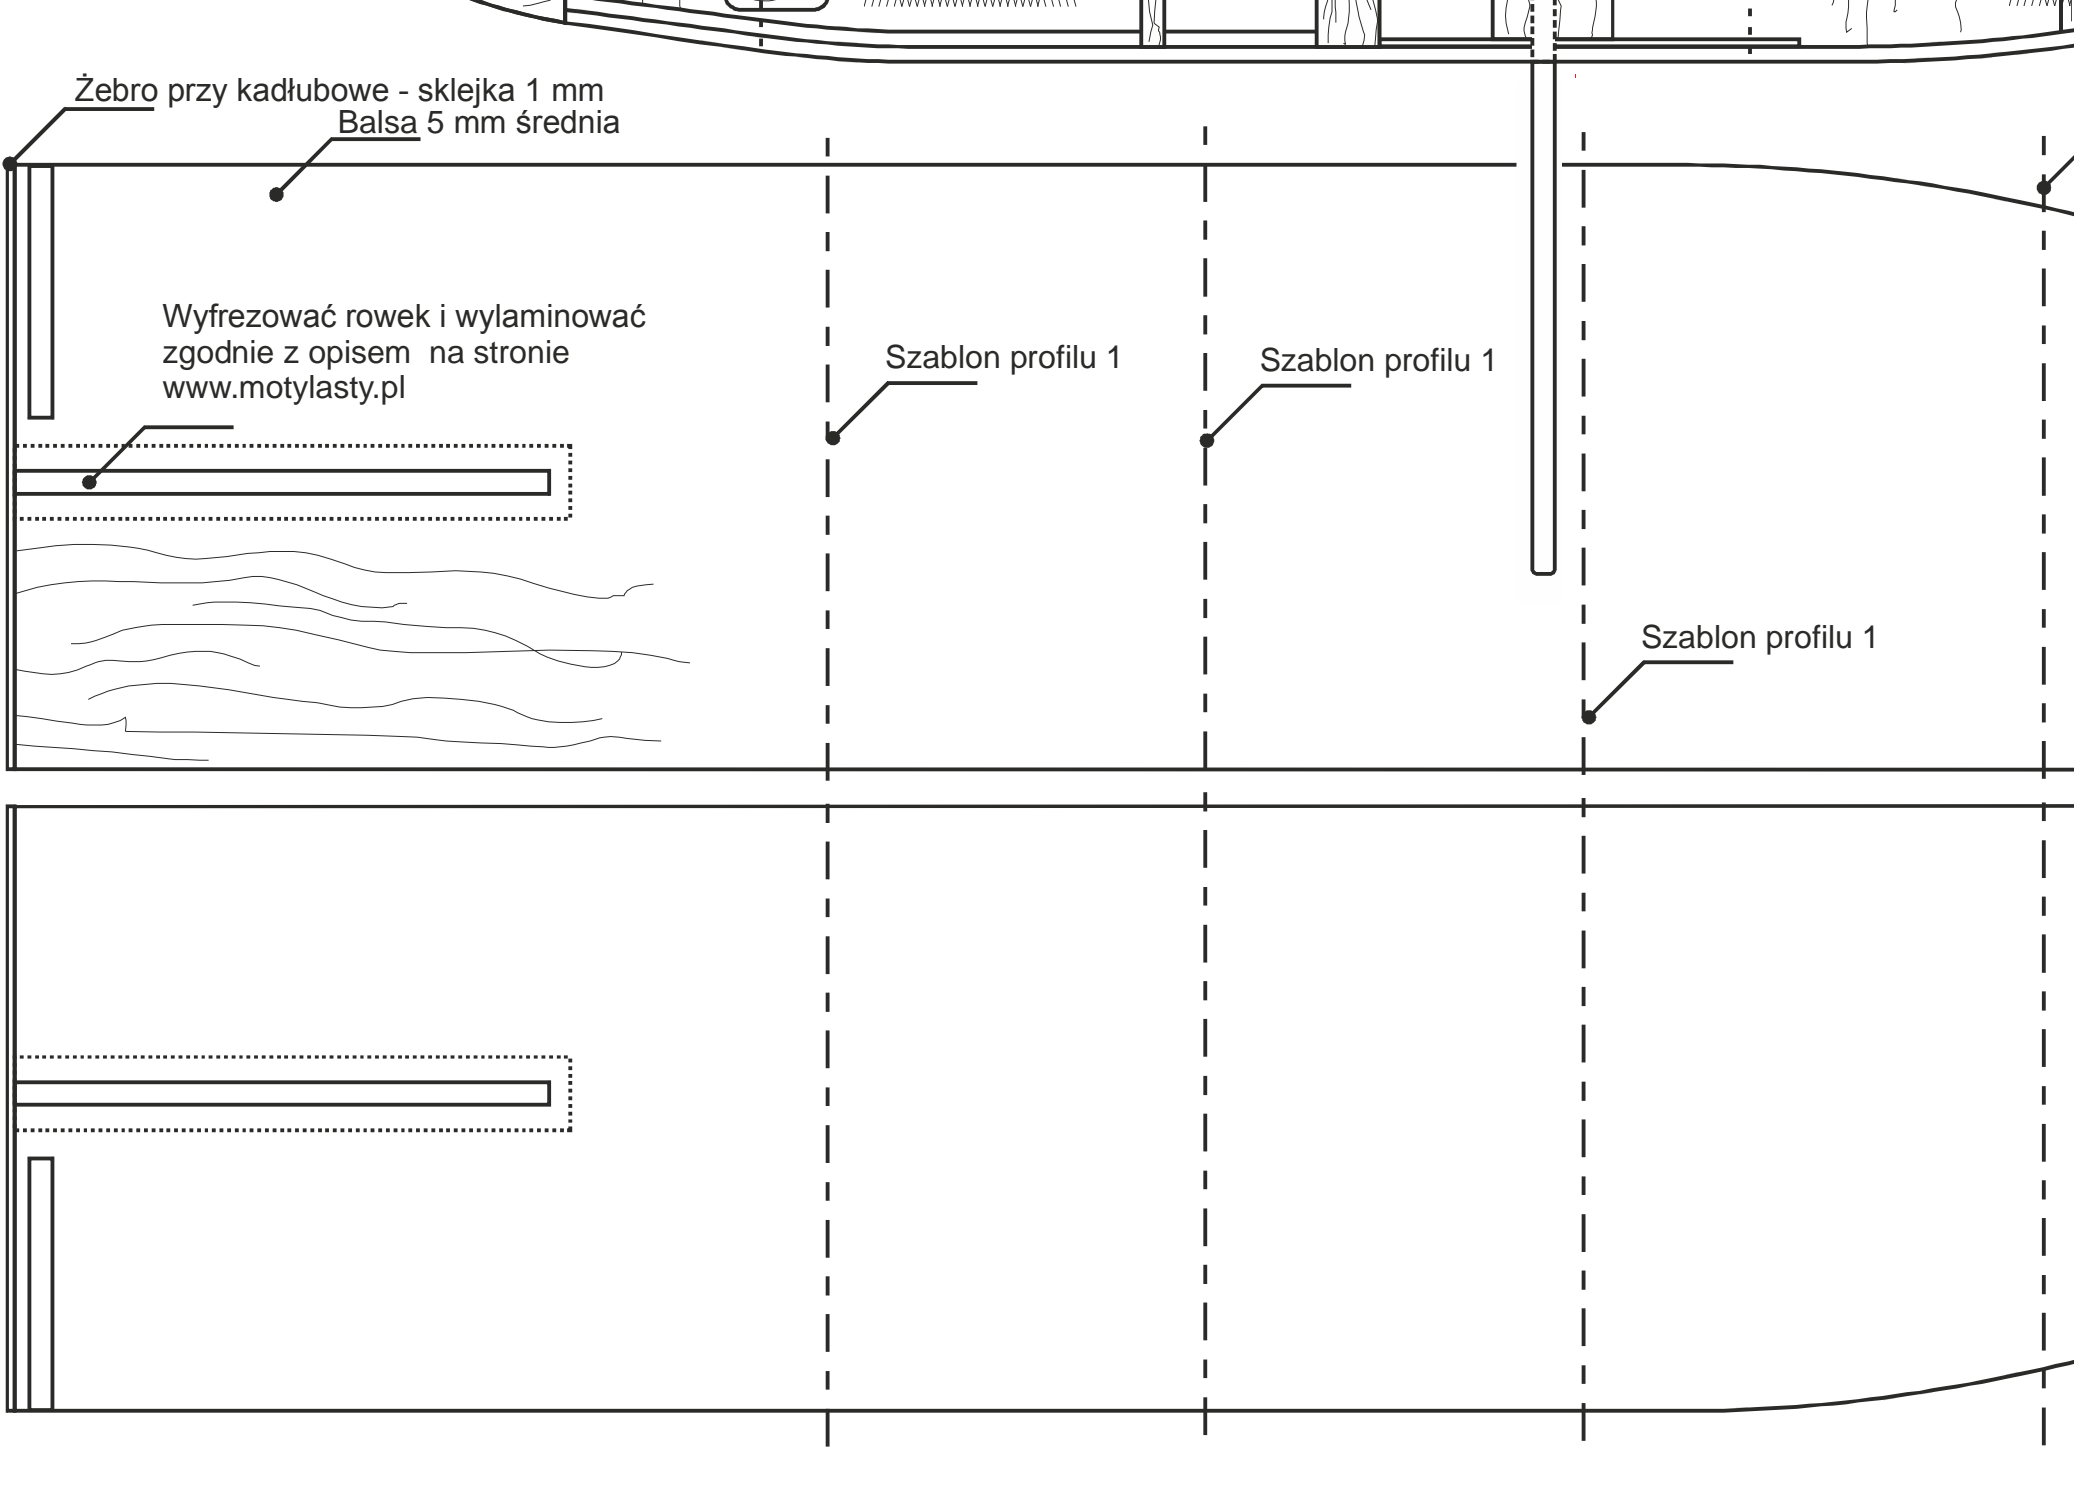 Żebro przy kadłubowe - sklejka 1 mm
Balsa 5 mm średnia
Wyfrezować rowek i wylaminować
zgodnie z opisem  na stronie
www.motylasty.pl
Szablon profilu 1
Szablon profilu 1
Szablon profilu 1